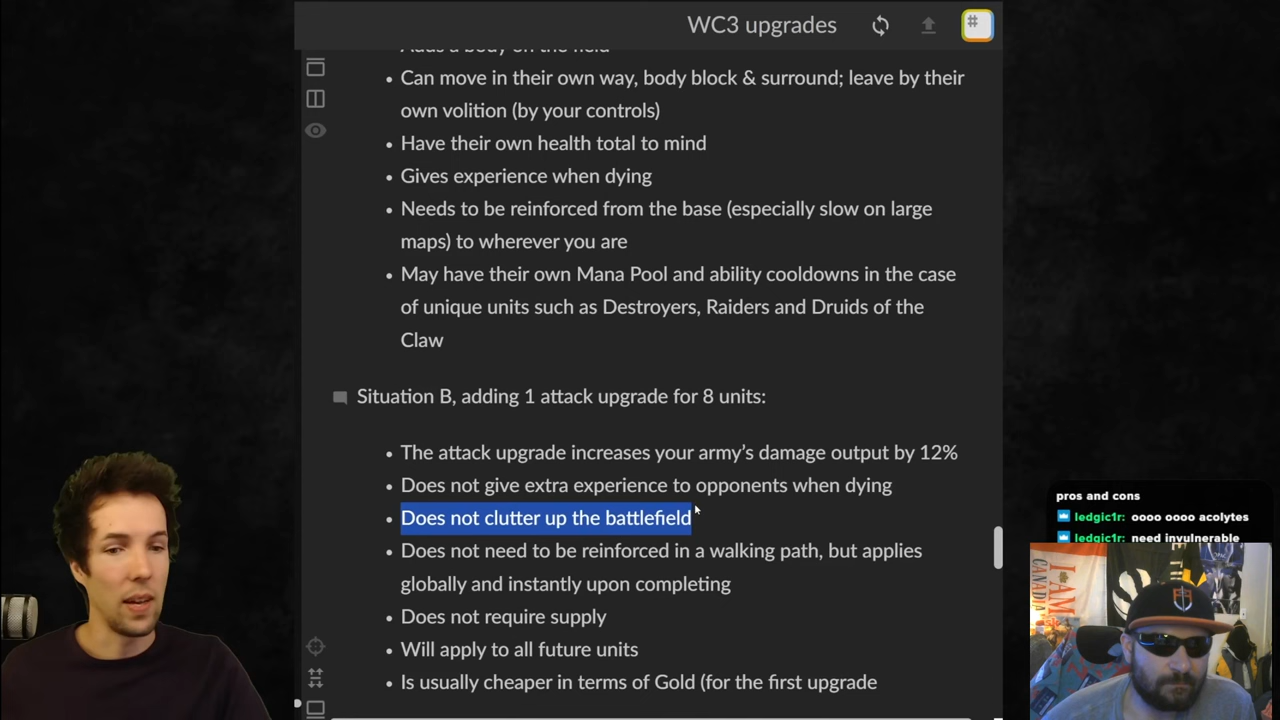 WC3 upgrades
Adds a body on the field
• Can move in their own way, body block & surround; leave by their
own volition (by your controls)
• Have their own health total to mind
• Gives experience when dying
• Needs to be reinforced from the base (especially slow on large
maps) to wherever you are
• May have their own Mana Pool and ability cooldowns in the case
of unique units such as Destroyers, Raiders and Druids of the
Claw
Situation B, adding 1 attack upgrade for 8 units:
• The attack upgrade increases your army’s damage output by 12%
• Does not give extra experience to opponents when dying
• Does not clutter up the battlefield
• Does not need to be reinforced in a walking path, but applies
globally and instantly upon completing
• Does not require supply
• Will apply to all future units
• Is usually cheaper in terms of Gold (for the first upgrade
pros and cons
ledgic1r: oooo oooo acolytes
ledgic1r: need invulnerable
I AM
CANADIA